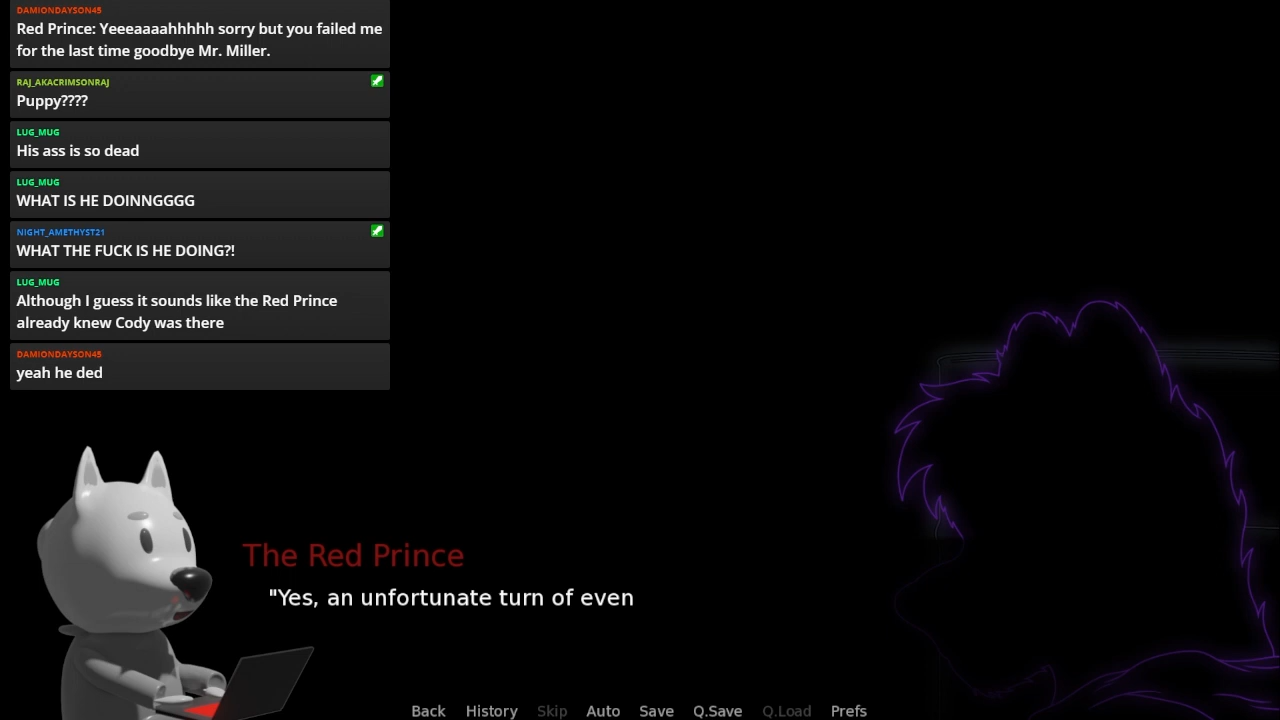 DAMIONDAYSON45
Red Prince: Yeeeaaaahhhhh sorry but you failed me
for the last time goodbye Mr. Miller.
RAJ_AKACRIMSONRAJ
Puppy????
LUG_MUG
His ass is so dead
LUG_MUG
WHAT IS HE DOINNGGGG
NIGHT_AMETHYST21
WHAT THE FUCK IS HE DOING?!
LUG_MUG
Although I guess it sounds like the Red Prince
already knew Cody was there
DAMIONDAYSON45
yeah he ded
The Red Prince
"Yes, an unfortunate turn of even
Back History Skip Auto Save Q.Save Q.Load Prefs